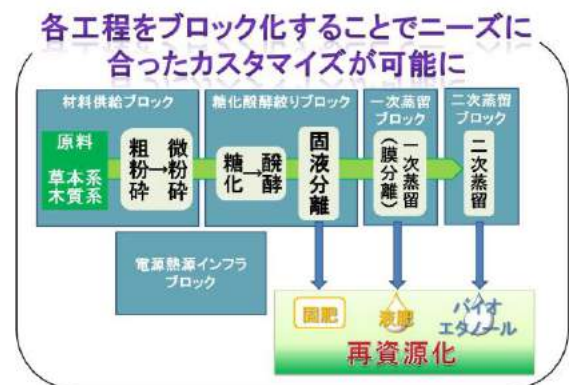 各工程をブロック化することでニーズに
合ったカスタマイズが可能に
材料供給ブロック
原料
草本系
木質系
粗粉砕→微粉砕
糖化醗酵絞りブロック
糖化→醗酵
固液分離
一次蒸留
ブロック
一次蒸留
(膜分離)
二次蒸留
ブロック
二次蒸留
電源熱源インフラ
ブロック
固肥
液肥
バイオ
エタノール
再資源化